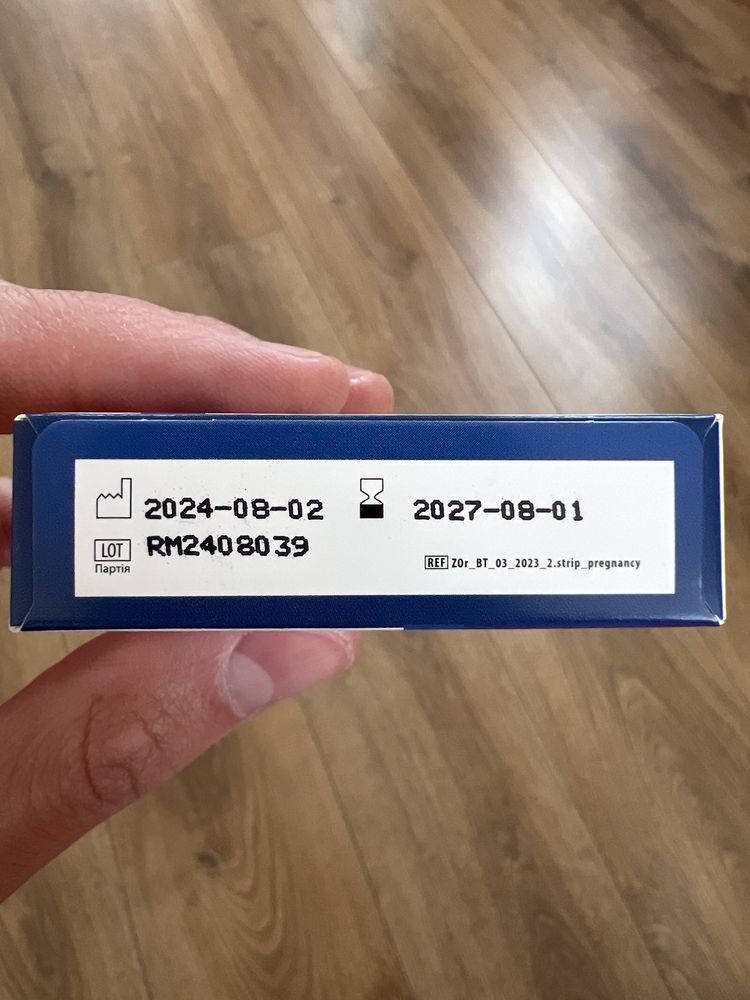 2024-08-02 2027-08-01
LOT RM2408039
Партія
REF ZOr_BT_03_2023_2.strip_pregnancy